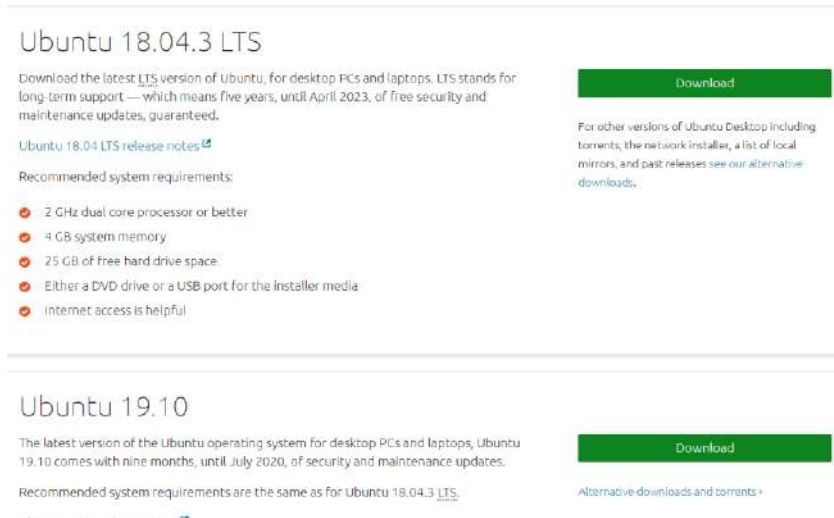 Ubuntu 18.04.3 LTS
Download the latest LTS version of Ubuntu, for desktop PCs and laptops. LTS stands for
long-term support — which means five years, until April 2023, of free security and
maintenance updates, guaranteed.
Ubuntu 18.04 LTS release notes
Recommended system requirements:
2 GHz dual core processor or better
4 GB system memory
25 GB of free hard drive space
Either a DVD drive or a USB port for the installer media
Internet access is helpful
Download
For other versions of Ubuntu Desktop including
torrents, the network installer, a list of local
mirrors, and past releases see our alternative
downloads.
Ubuntu 19.10
The latest version of the Ubuntu operating system for desktop PCs and laptops, Ubuntu
19.10 comes with nine months, until July 2020, of security and maintenance updates.
Recommended system requirements are the same as for Ubuntu 18.04.3 LTS.
Download
Alternative downloads and torrents ›